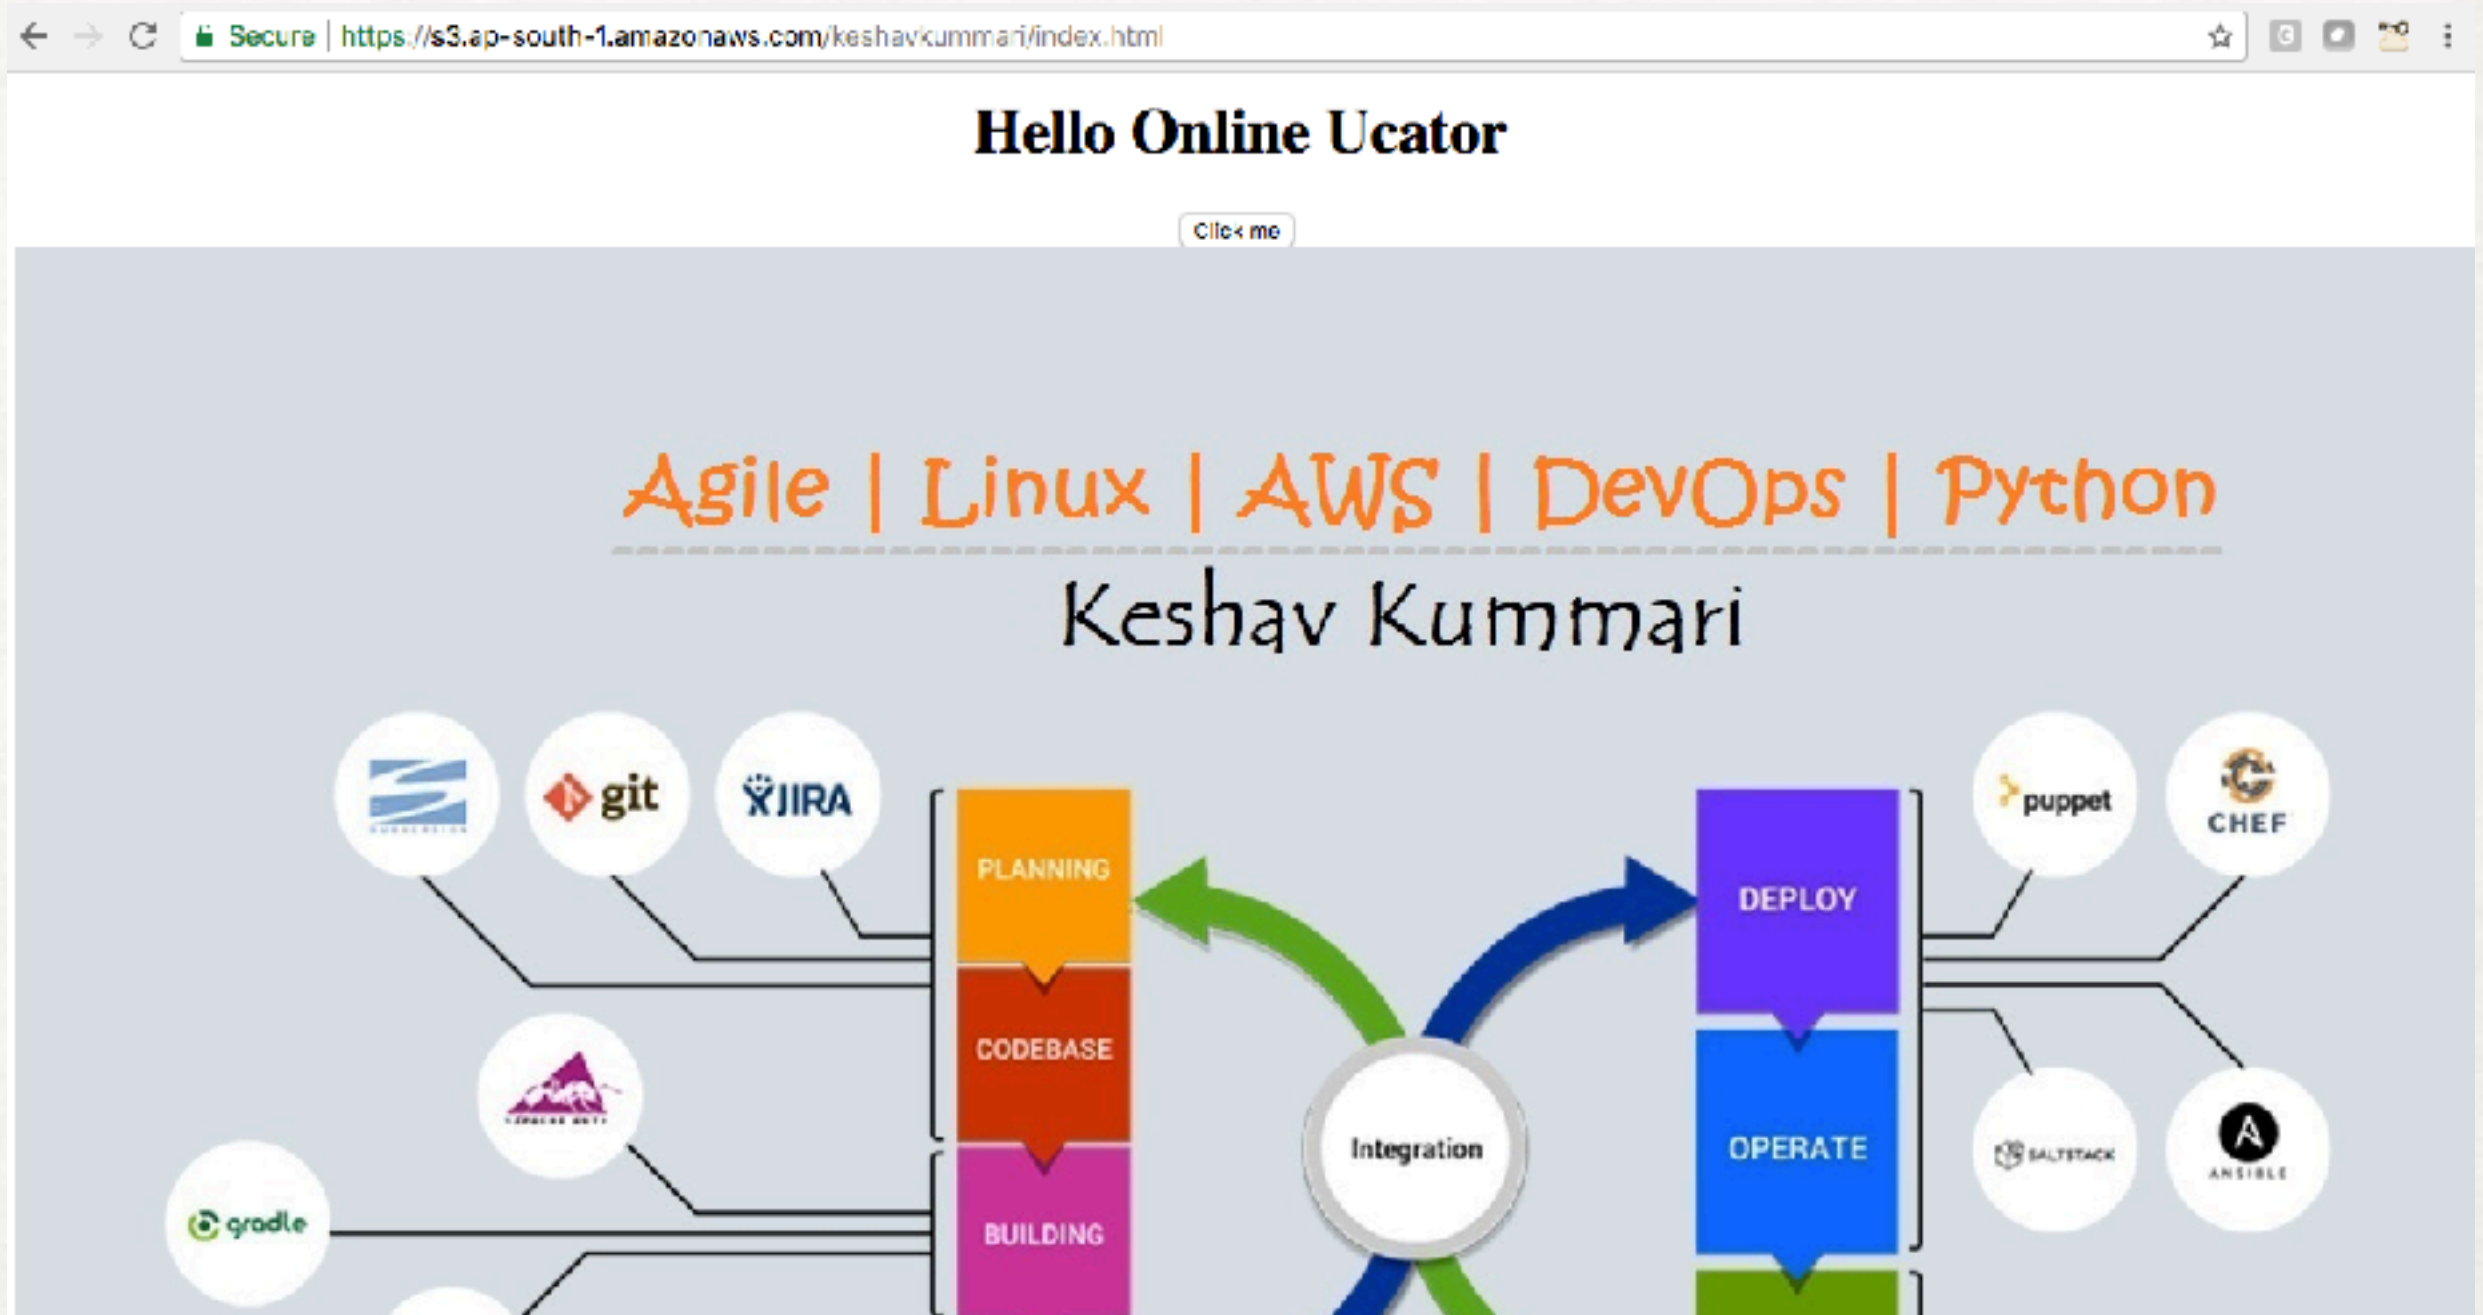 Secure | https://s3.ap-south-1.amazonaws.com/keshavkummari/index.html
Hello Online Ucator
Click me
Agile | Linux | AWS | DevOps | Python
Keshav Kummari
git
JIRA
puppet
CHEF
PLANNING
DEPLOY
CODEBASE
Integration
OPERATE
SALTSTACK
ANSIBLE
gradle
BUILDING